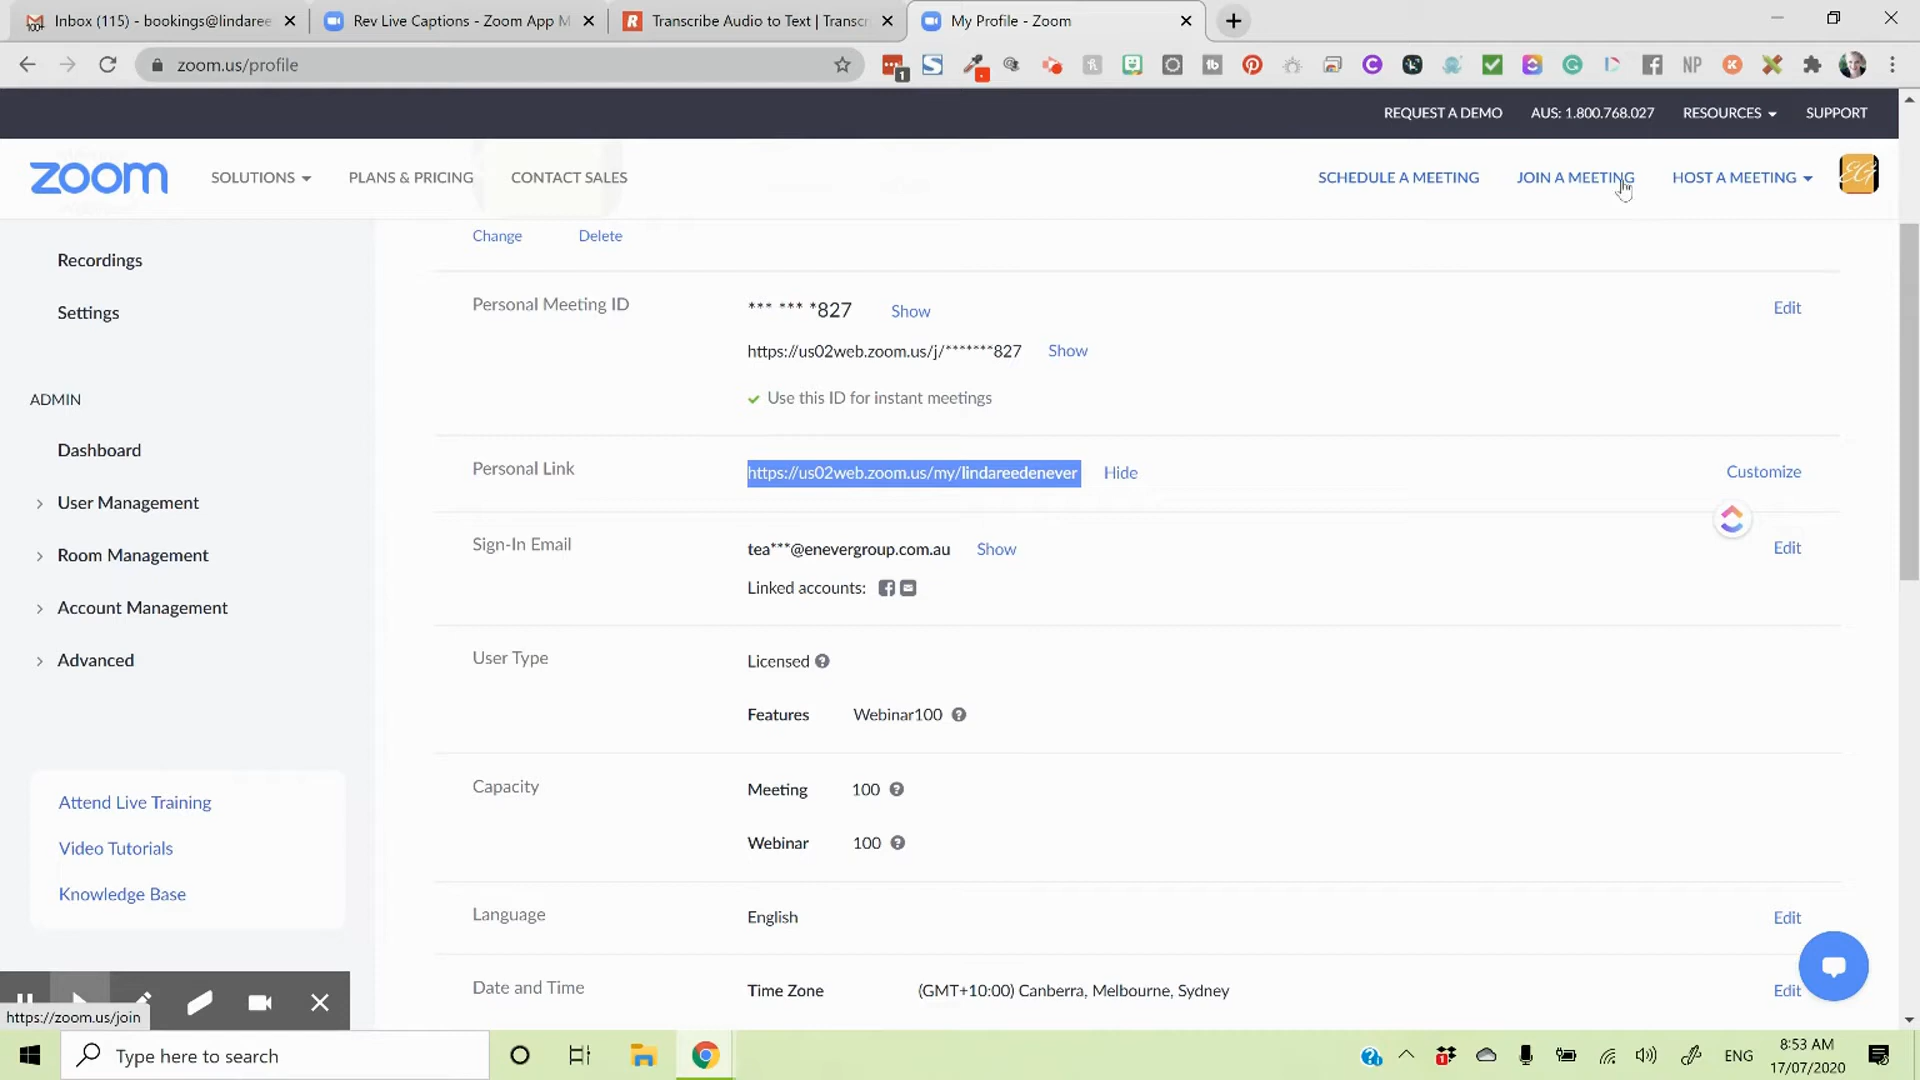 Inbox (115) - bookings@lindaree
Rev Live Captions - Zoom App M
Transcribe Audio to Text | Transcr
My Profile - Zoom
zoom.us/profile
REQUEST A DEMO
AUS: 1.800.768.027
RESOURCES
SUPPORT
zoom
SOLUTIONS
PLANS & PRICING
CONTACT SALES
SCHEDULE A MEETING
JOIN A MEETING
HOST A MEETING
EG
Recordings
Settings
ADMIN
Dashboard
User Management
Room Management
Account Management
Advanced
Attend Live Training
Video Tutorials
Knowledge Base
Change Delete
Personal Meeting ID
*** *** *827 Show
Edit
https://us02web.zoom.us/j/*******827 Show
Use this ID for instant meetings
Personal Link
https://us02web.zoom.us/my/lindareedenever Hide
Customize
Sign-In Email
tea***@enevergroup.com.au Show
Edit
Linked accounts:
User Type
Licensed
Features Webinar100
Capacity
Meeting 100
Webinar 100
Language
English
Edit
Date and Time
Time Zone (GMT+10:00) Canberra, Melbourne, Sydney
Edit
https://zoom.us/join
Type here to search
ENG
8:53 AM
17/07/2020